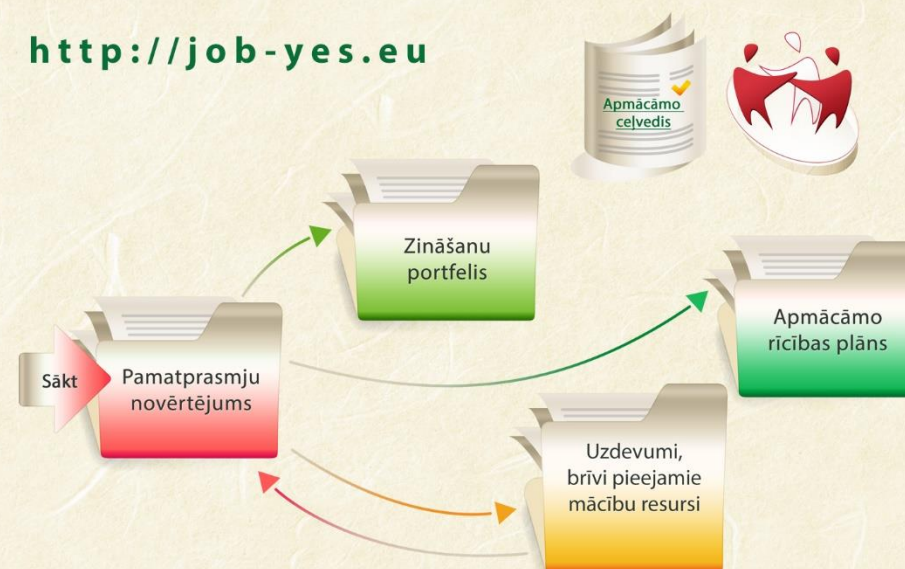 http://job-yes.eu
Apmācāmo
ceļvedis
Zināšanu
portfelis
Apmācāmo
rīcības plāns
Sākt
Pamatprasmju
novērtējums
Uzdevumi,
brīvi pieejamie
mācību resursi